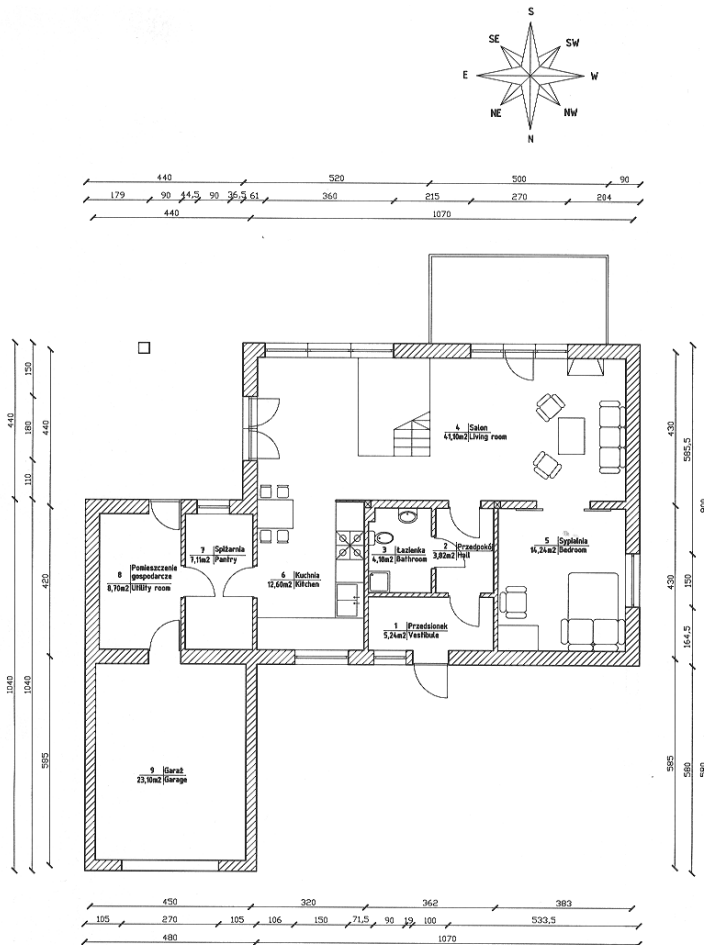 S
SE
SW
E
W
NE
NW
N
440
520
500
90
179
90
44,5
90
36,5
61
360
215
270
204
440
1070
150
440
180
440
110
430
585,5
900
4 Salon
41,10m2 Living room
7 Spiżarnia
7,11m2 Pantry
3 Łazienka
4,18m2 Bathroom
2 Przedpokój
3,82m2 Hall
5 Sypialnia
14,24m2 Bedroom
8 Pomieszczenie
gospodarcze
8,70m2 Utility room
6 Kuchnia
12,60m2 Kitchen
1 Przedsionek
5,24m2 Vestibule
420
430
150
164,5
1040
1040
585
585
580
580
9 Garaż
23,10m2 Garage
450
320
362
383
105
270
105
106
150
71,5
90
19
100
533,5
480
1070